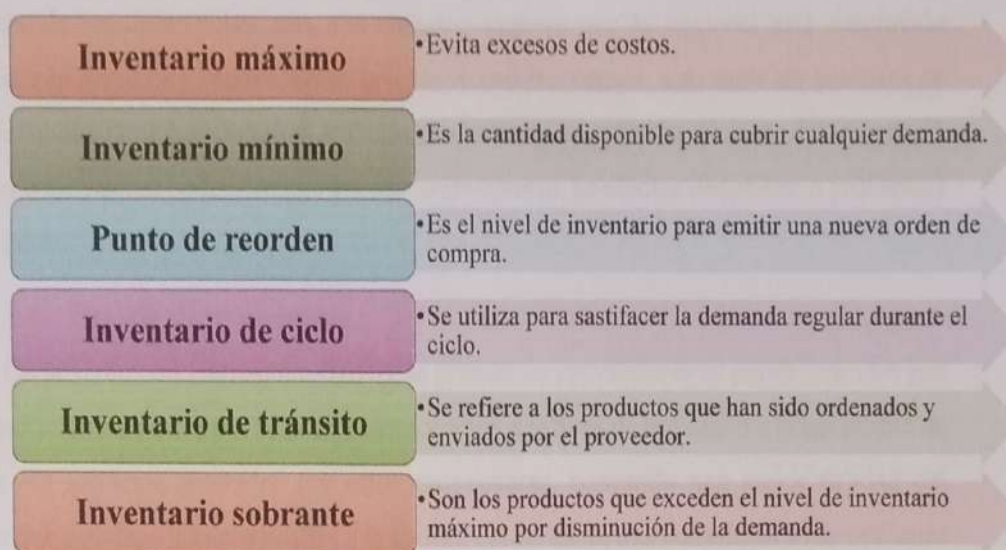 Inventario máximo
•Evita excesos de costos.
Inventario mínimo
•Es la cantidad disponible para cubrir cualquier demanda.
Punto de reorden
•Es el nivel de inventario para emitir una nueva orden de
compra.
Inventario de ciclo
•Se utiliza para sastifacer la demanda regular durante el
ciclo.
Inventario de tránsito
•Se refiere a los productos que han sido ordenados y
enviados por el proveedor.
Inventario sobrante
•Son los productos que exceden el nivel de inventario
máximo por disminución de la demanda.